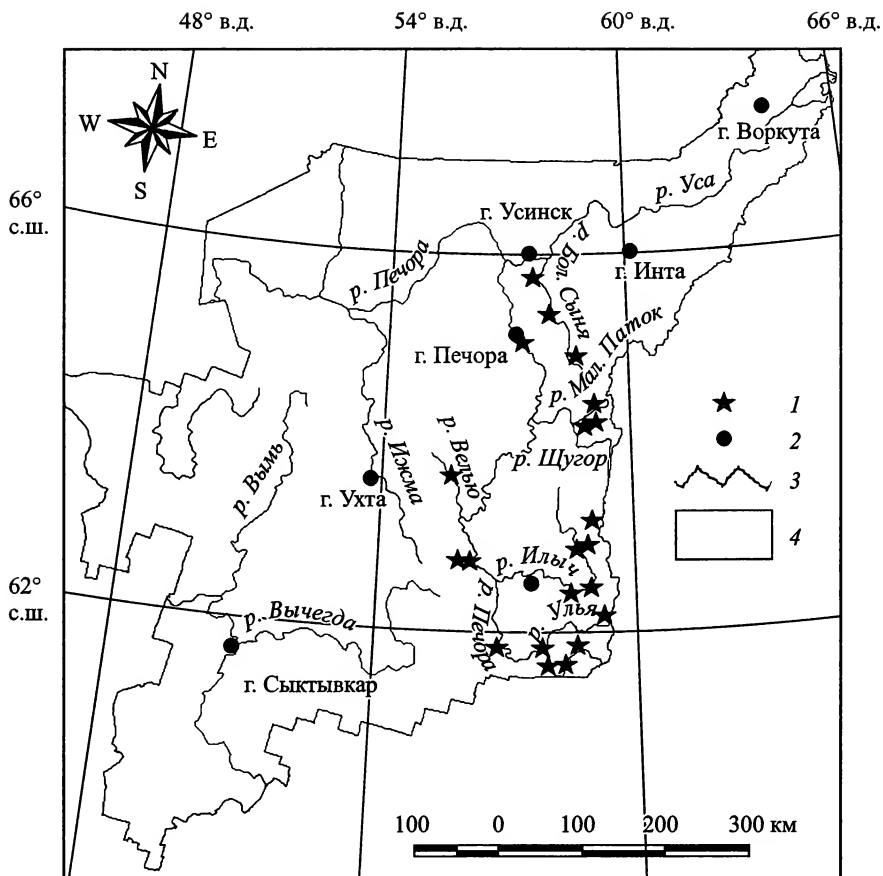 48° в.д. 54° в.д. 60° в.д. 66° в.д.
N
W
E
S
г. Воркута
66°
с.ш.
р. Уса
г. Усинск
р. Бол. Сыня
г. Инта
р. Печора
г. Печора
р. Мал. Паток
1
2
3
4
р. Вымь
р. Ижма
р. Велью
р. Щугор
г. Ухта
62°
с.ш.
р. Илыч
р. Улья
р. Печора
р. Вычегда
г. Сыктывкар
100 0 100 200 300 км